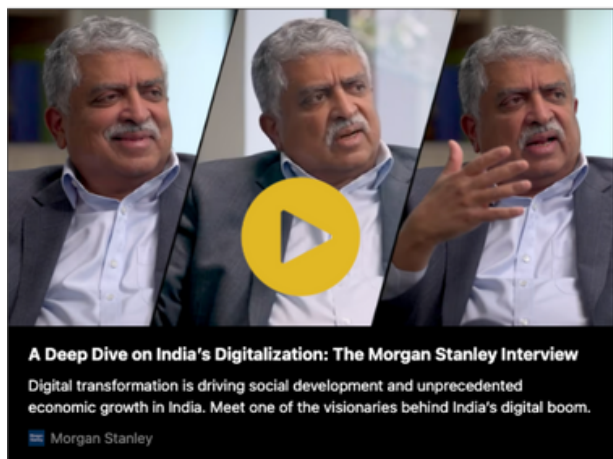 A Deep Dive on India's Digitalization: The Morgan Stanley Interview
Digital transformation is driving social development and unprecedented
economic growth in India. Meet one of the visionaries behind India's digital boom.
Morgan Stanley